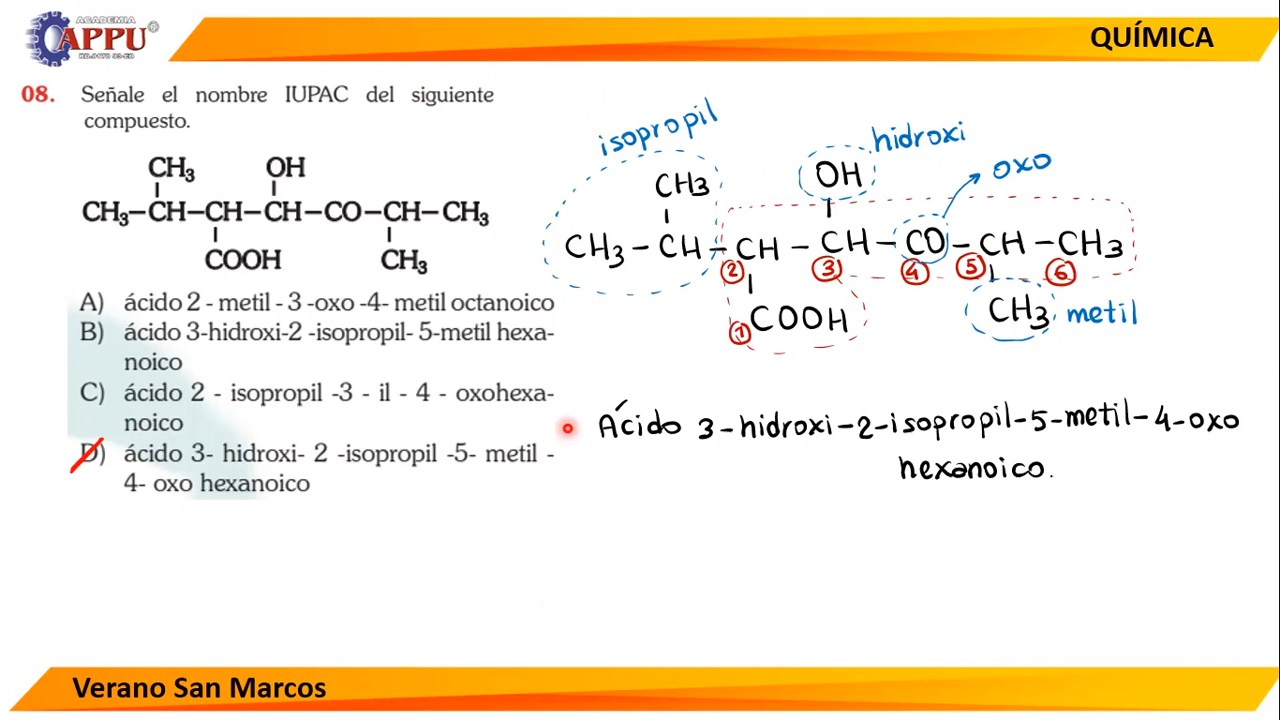 ACADEMIA
APPU®
QUÍMICA
08. Señale el nombre IUPAC del siguiente
compuesto.
CH3 OH
CH3–CH–CH–CH–CO–CH–CH3
COOH CH3
A) ácido 2 - metil - 3 -oxo -4- metil octanoico
B) ácido 3-hidroxi-2 -isopropil- 5-metil hexa-
noico
C) ácido 2 - isopropil -3 - il - 4 - oxohexa-
noico
D) ácido 3- hidroxi- 2 -isopropil -5- metil -
4- oxo hexanoico
isopropil
hidroxi
oxo
CH3 OH
CH3 – CH – CH – CH – CO – CH – CH3
2 3 4 5 6
1 COOH CH3 metil
Ácido 3-hidroxi-2-isopropil-5-metil-4-oxo
hexanoico.
Verano San Marcos